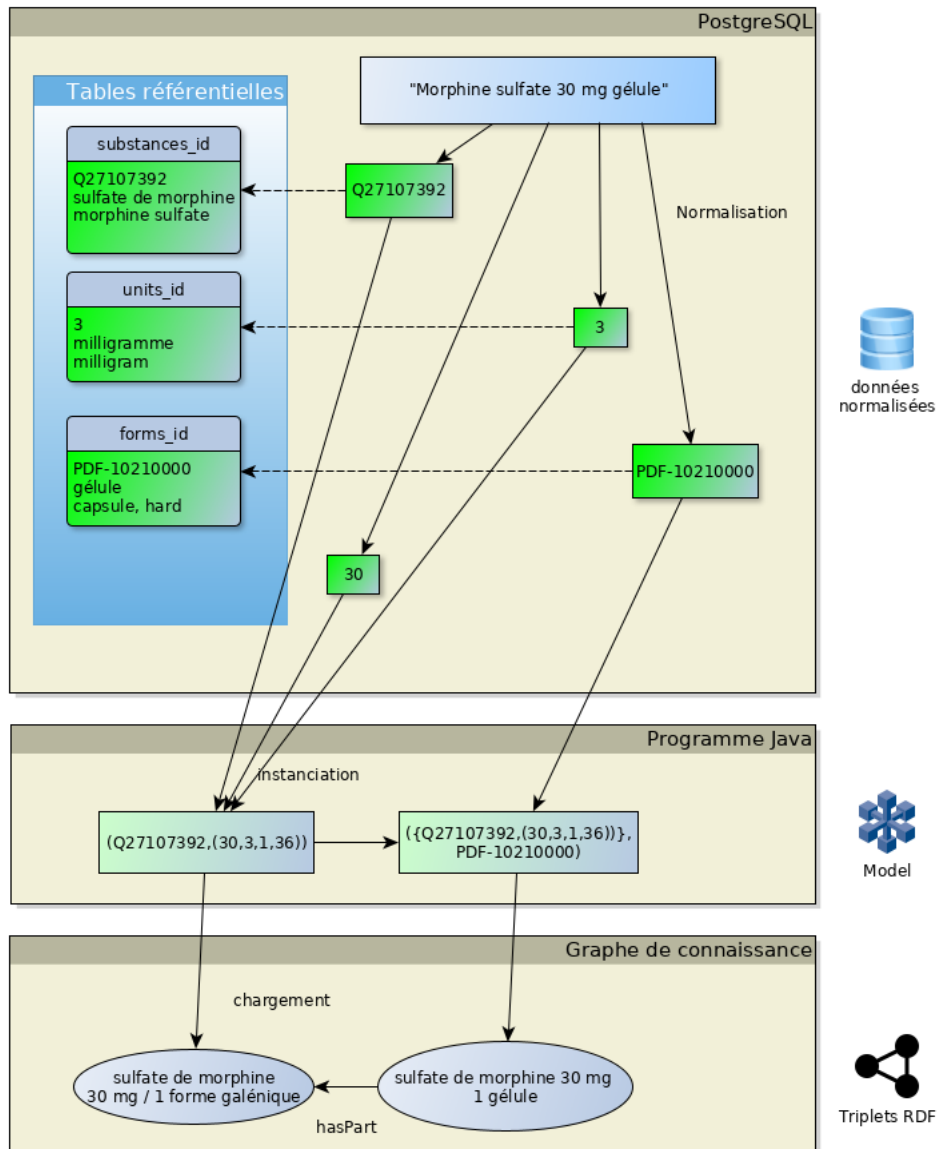 PostgreSQL
Tables référentielles
"Morphine sulfate 30 mg gélule"
substances_id
Q27107392
sulfate de morphine
morphine sulfate
Q27107392
Normalisation
units_id
3
milligramme
milligram
3
données
normalisées
forms_id
PDF-10210000
gélule
capsule, hard
PDF-10210000
30
Programme Java
instanciation
(Q27107392,(30,3,1,36))
({Q27107392,(30,3,1,36))},
PDF-10210000)
Model
Graphe de connaissance
chargement
sulfate de morphine
30 mg / 1 forme galénique
sulfate de morphine 30 mg
1 gélule
hasPart
Triplets RDF